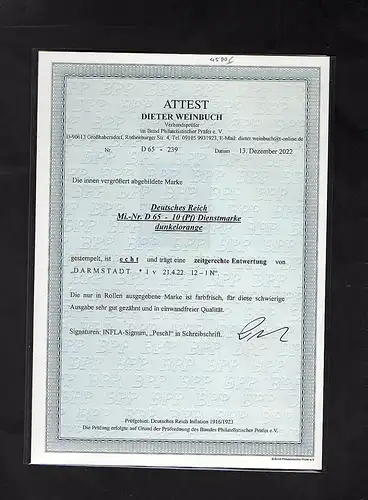 4500,-
ATTEST
DIETER WEINBUCH
Verbandsprüfer
im Bund Philatelistischer Prüfer e. V.
D-90613 Großhabersdorf, Rothenburger Str. 4, Tel. 09105 9931923, E-Mail: dieter.weinbuch@t-online.de
Nr. D 65 - 239 Datum 13. Dezember 2022
Die innen vergrößert abgebildete Marke
Deutsches Reich
Mi.-Nr. D 65 - 10 (Pf) Dienstmarke
dunkelorange
gestempelt, ist e c h t und trägt eine zeitgerechte Entwertung von
"DARMSTADT * 1 v 21.4.22 12 – 1 N".
Die nur in Rollen ausgegebene Marke ist farbfrisch, für diese schwierige
Ausgabe sehr gut gezähnt und in einwandfreier Qualität.
Signaturen: INFLA-Signum, „Peschl" in Schreibschrift.
Prüfgebiet: Deutsches Reich Inflation 1916/1923
Die Prüfung erfolgte auf Grund der Prüfordnung des Bundes Philatelistischer Prüfer e.V.
© Bund Philatelistischer Prüfer e.V.